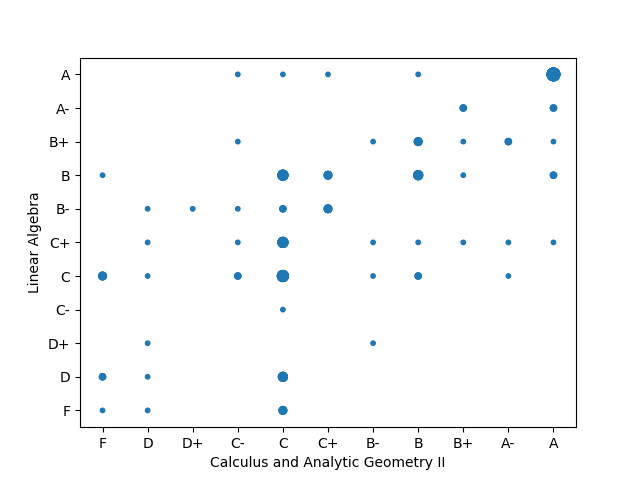 A
A-
B+
B
B-
C+
C
C-
D+
D
F
Linear Algebra
F D D+ C- C C+ B- B B+ A- A
Calculus and Analytic Geometry II